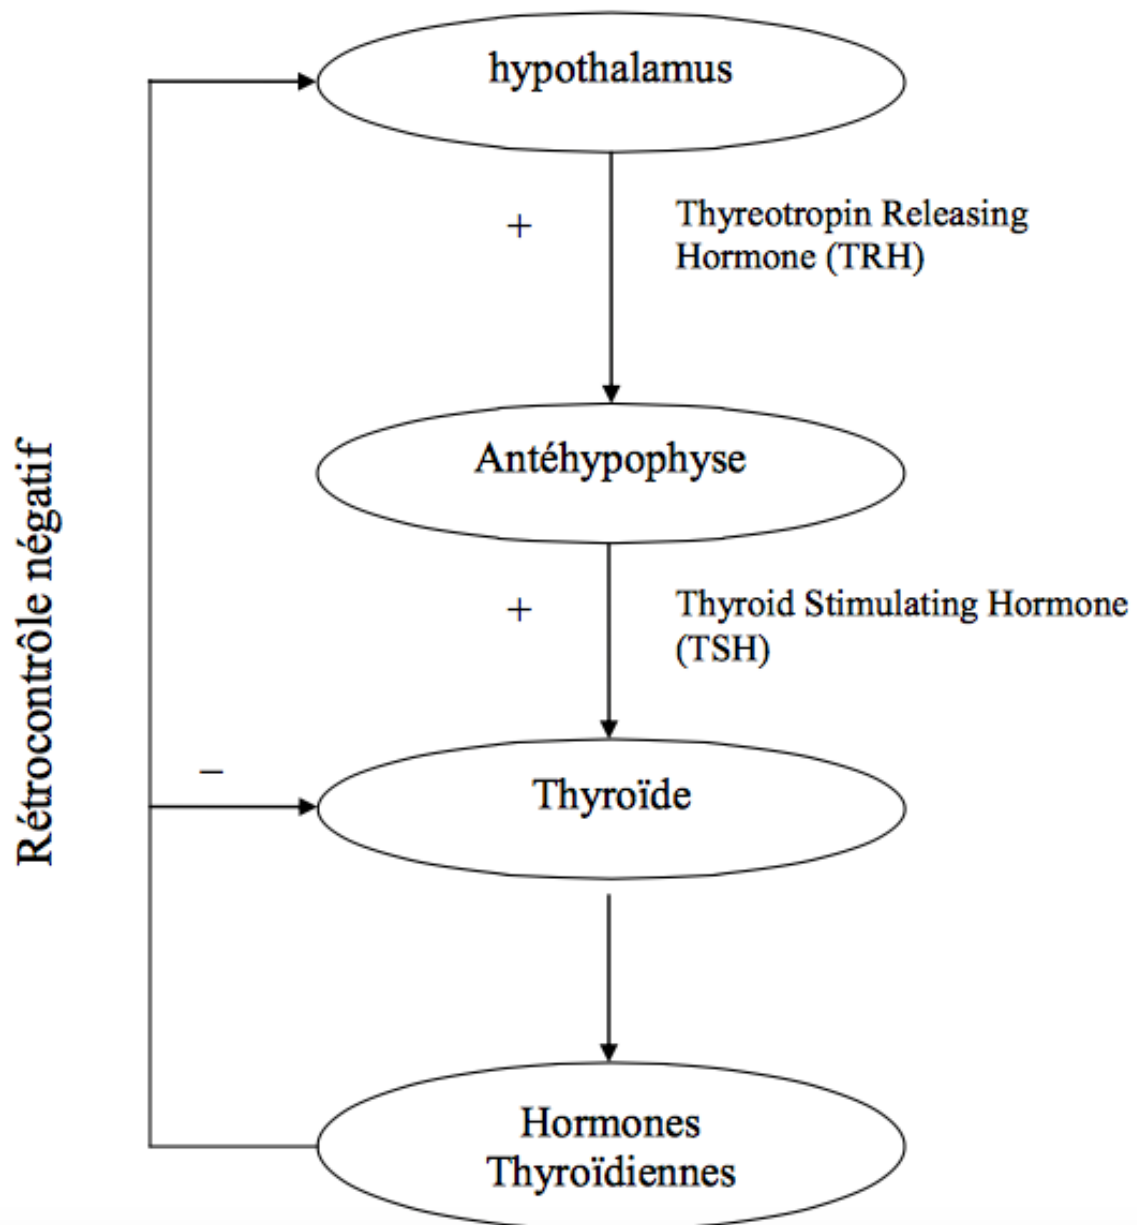 hypothalamus
+
Thyreotropin Releasing
Hormone (TRH)
Antéhypophyse
+
Thyroid Stimulating Hormone
(TSH)
Rétrocontrôle négatif
–
Thyroïde
Hormones
Thyroïdiennes